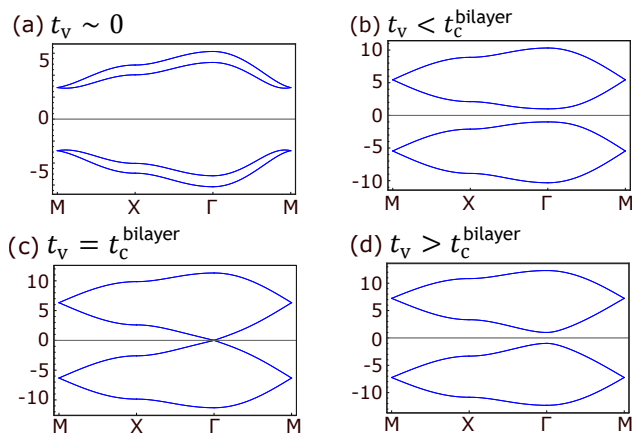 (a) t_v ~ 0
5
0
-5
M X Γ M
(b) t_v < t_c^bilayer
10
5
0
-5
-10
M X Γ M
(c) t_v = t_c^bilayer
10
5
0
-5
-10
M X Γ M
(d) t_v > t_c^bilayer
10
5
0
-5
-10
M X Γ M